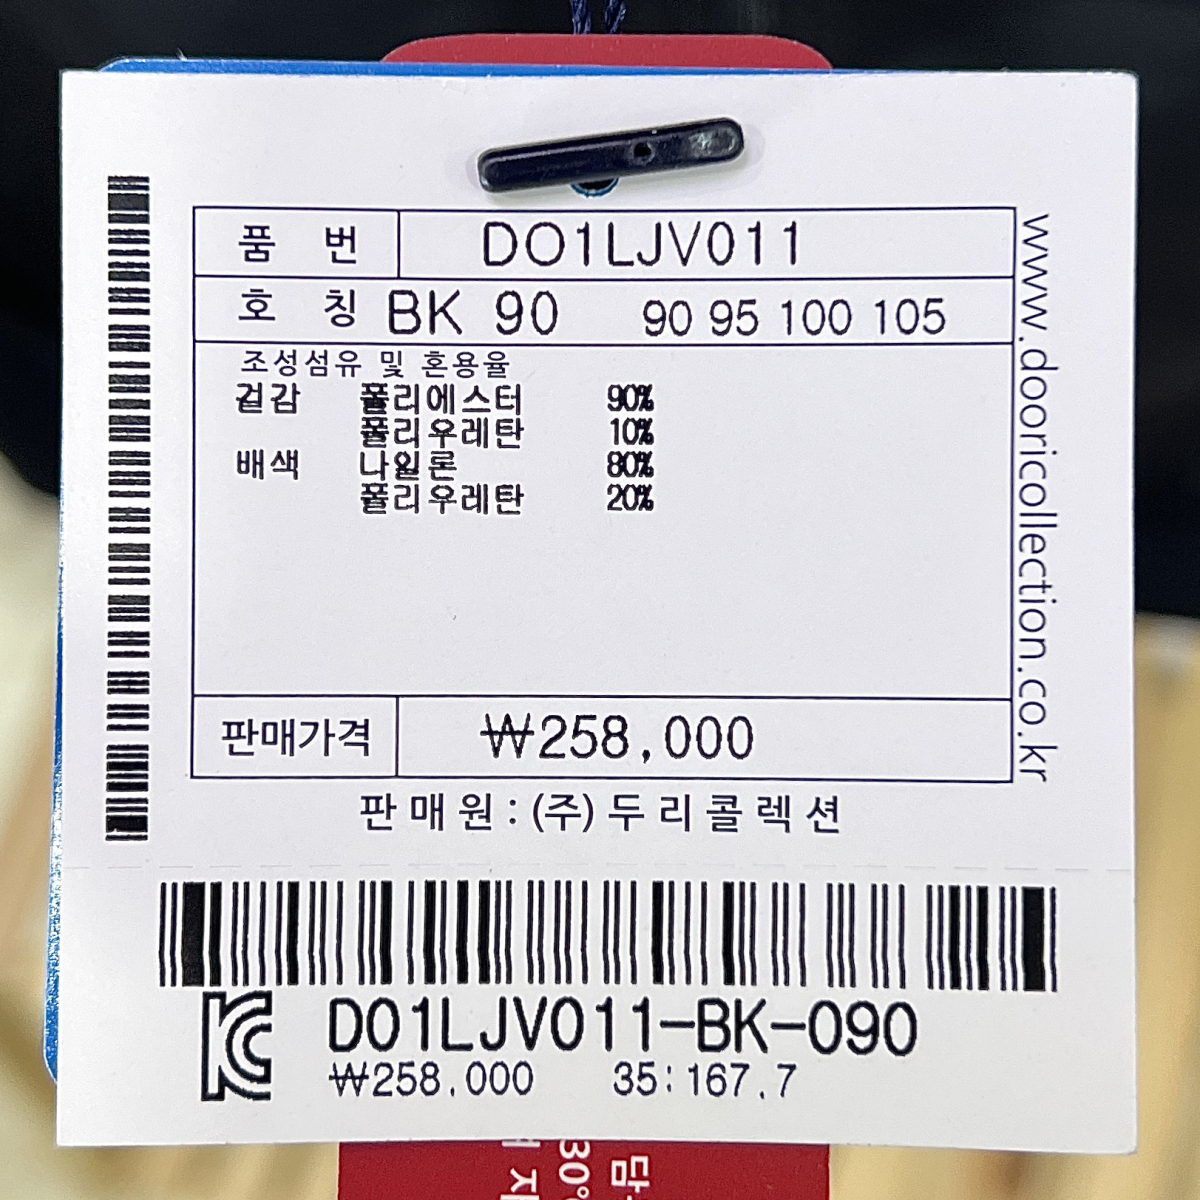 품 번 DO1LJV011
호 칭 BK 90 90 95 100 105
조성섬유 및 혼용율
겉감 폴리에스터 90%
폴리우레탄 10%
배색 나일론 80%
폴리우레탄 20%
판매가격 ₩258,000
판매원 : (주) 두리콜렉션
www.dooricollection.co.kr
KC DO1LJV011-BK-090
₩258.000 35:167.7
30°
담